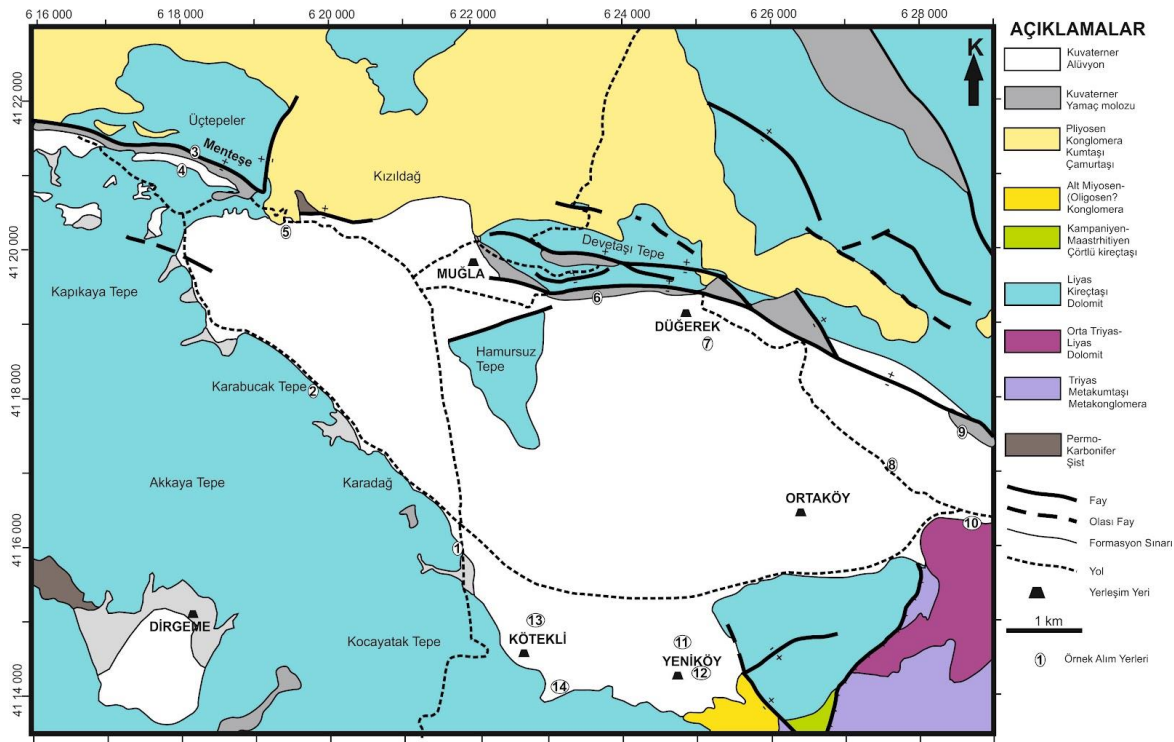 6 16 000
6 18 000
6 20 000
6 22 000
6 24 000
6 26 000
6 28 000
41 22 000
41 20 000
41 18 000
41 16 000
41 14 000
K
Üçtepeler
Menteşe
3
4
5
Kızıldağ
Devetaşı Tepe
MUĞLA
6
DÜĞEREK
7
Kapıkaya Tepe
Hamursuz
Tepe
Karabucak Tepe
2
9
8
Akkaya Tepe
Karadağ
ORTAKÖY
10
1
DİRGEME
Kocayatak Tepe
13
KÖTEKLİ
14
11
YENİKÖY
12
AÇIKLAMALAR
Kuvaterner
Alüvyon
Kuvaterner
Yamaç molozu
Pliyosen
Konglomera
Kumtaşı
Çamurtaşı
Alt Miyosen-
(Oligosen?
Konglomera
Kampaniyen-
Maastrhitiyen
Çörtlü kireçtaşı
Liyas
Kireçtaşı
Dolomit
Orta Triyas-
Liyas
Dolomit
Triyas
Metakumtaşı
Metakonglomera
Permo-
Karbonifer
Şist
Fay
Olası Fay
Formasyon Sınarı
Yol
Yerleşim Yeri
1 km
1 Örnek Alım Yerleri